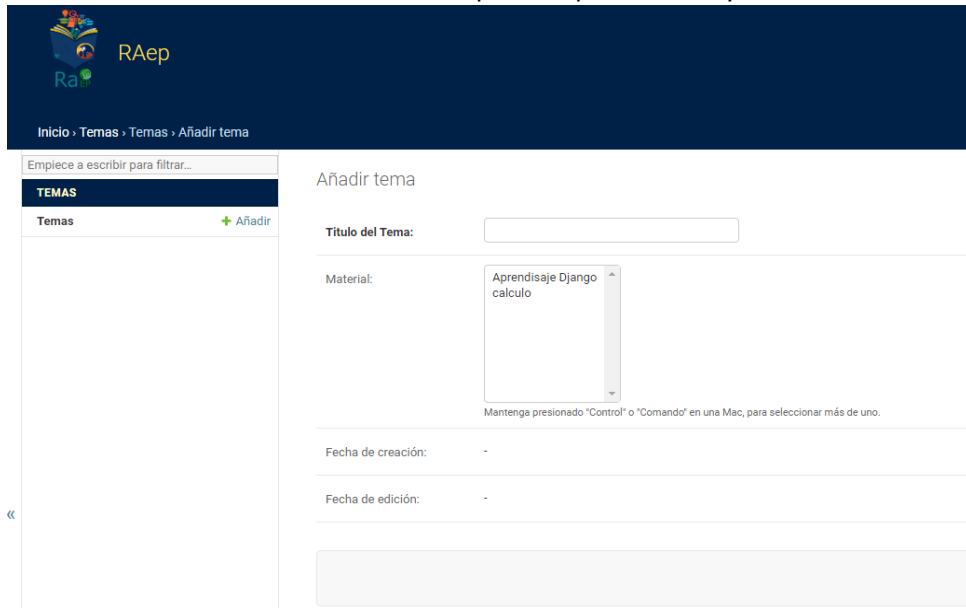 RAep
Ra
Inicio › Temas › Temas › Añadir tema
Empiece a escribir para filtrar...
TEMAS
Temas
+ Añadir
Añadir tema
Titulo del Tema:
Material:
Aprendisaje Django
calculo
Mantenga presionado "Control" o "Comando" en una Mac, para seleccionar más de uno.
Fecha de creación:
-
Fecha de edición:
-
«